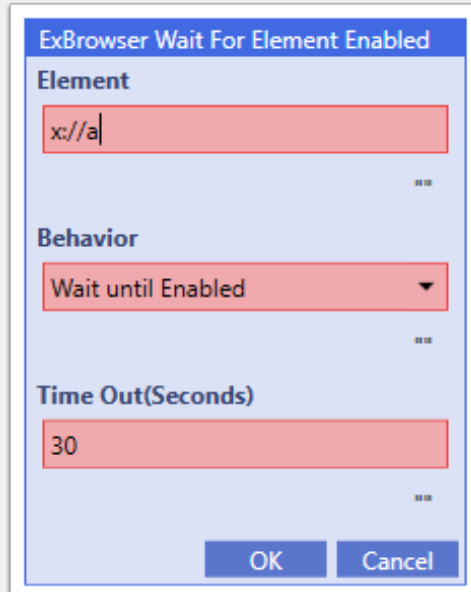 ExBrowser Wait For Element Enabled
Element
x://a
""
Behavior
Wait until Enabled
""
Time Out(Seconds)
30
""
OK Cancel